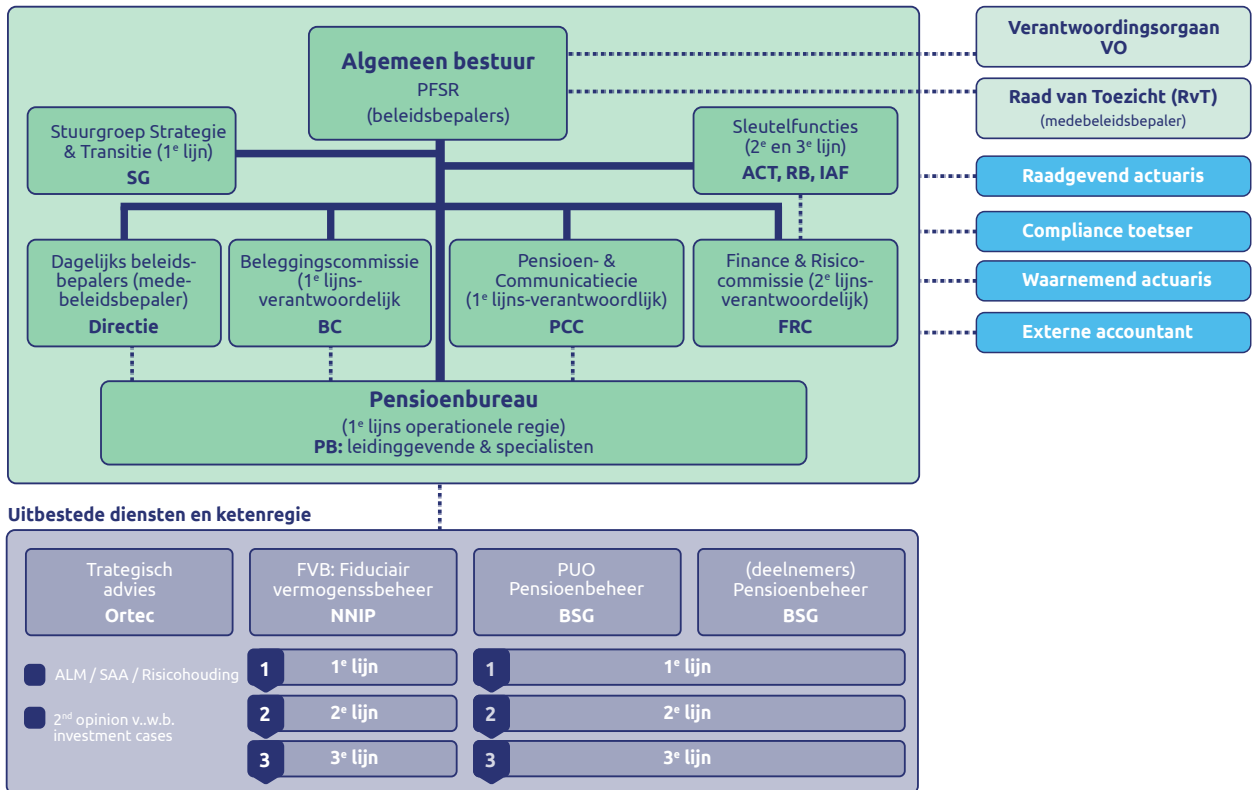 Algemeen bestuur
PFSR
(beleidsbepalers)
Verantwoordingsorgaan
VO
Raad van Toezicht (RvT)
(medebeleidsbepaler)
Stuurgroep Strategie
& Transitie (1e lijn)
SG
Sleutelfuncties
(2e en 3e lijn)
ACT, RB, IAF
Raadgevend actuaris
Compliance toetser
Waarnemend actuaris
Externe accountant
Dagelijks beleids-
bepalers (mede-
beleidsbepaler)
Directie
Beleggingscommissie
(1e lijns-
verantwoordelijk
BC
Pensioen- &
Communicatiecie
(1e lijns-verantwoordlijk)
PCC
Finance & Risico-
commissie (2e lijns-
verantwoordelijk)
FRC
Pensioenbureau
(1e lijns operationele regie)
PB: leidinggevende & specialisten
Uitbestede diensten en ketenregie
Trategisch
advies
Ortec
FVB: Fiduciair
vermogenssbeheer
NNIP
PUO
Pensioenbeheer
BSG
(deelnemers)
Pensioenbeheer
BSG
ALM / SAA / Risicohouding
2nd opinion v..w.b.
investment cases
1 1e lijn
2 2e lijn
3 3e lijn
1 1e lijn
2 2e lijn
3 3e lijn